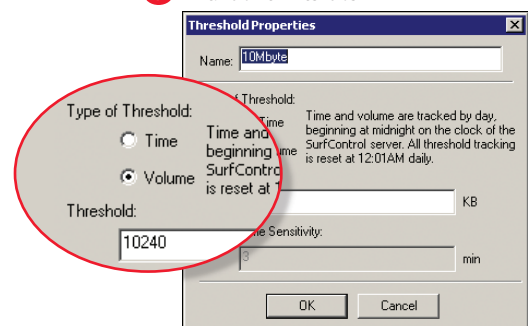 Threshold Properties
Name: 10Mbyte
Threshold:
Time and volume are tracked by day,
beginning at midnight on the clock of the
SurfControl server. All threshold tracking
is reset at 12:01AM daily.
KB
Sensitivity:
3 min
OK Cancel
Type of Threshold:
Time
Volume
Time and
beginning
is reset at
Threshold:
10240